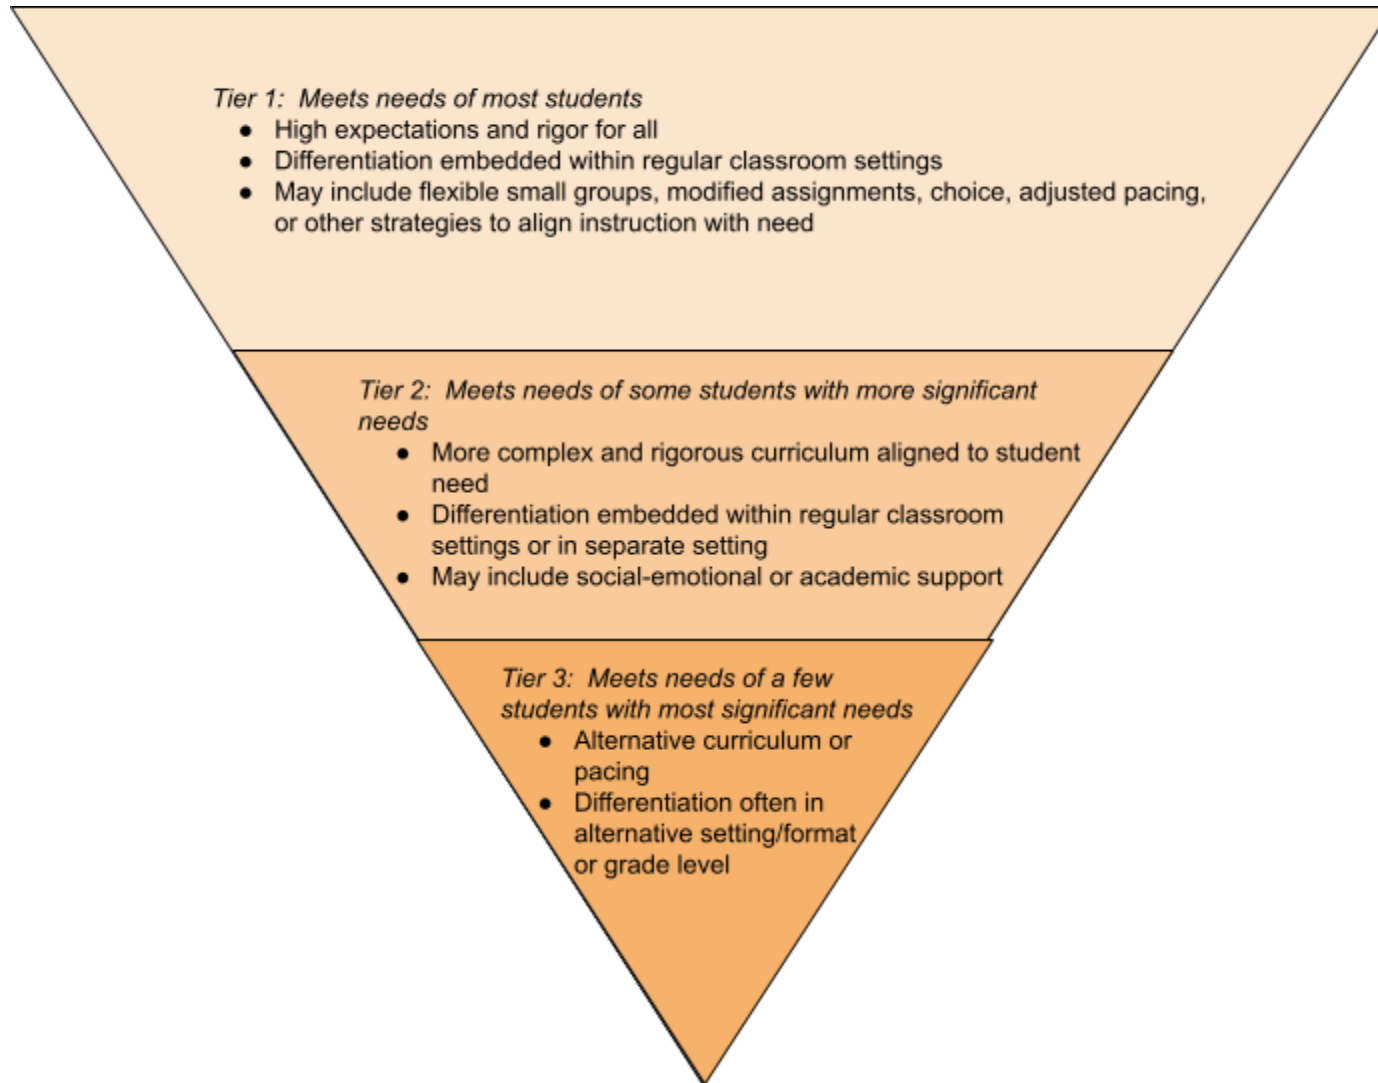 Tier 1:  Meets needs of most students
● High expectations and rigor for all
● Differentiation embedded within regular classroom settings
● May include flexible small groups, modified assignments, choice, adjusted pacing,
or other strategies to align instruction with need
Tier 2:  Meets needs of some students with more significant
needs
● More complex and rigorous curriculum aligned to student
need
● Differentiation embedded within regular classroom
settings or in separate setting
● May include social-emotional or academic support
Tier 3:  Meets needs of a few
students with most significant needs
● Alternative curriculum or
pacing
● Differentiation often in
alternative setting/format
or grade level